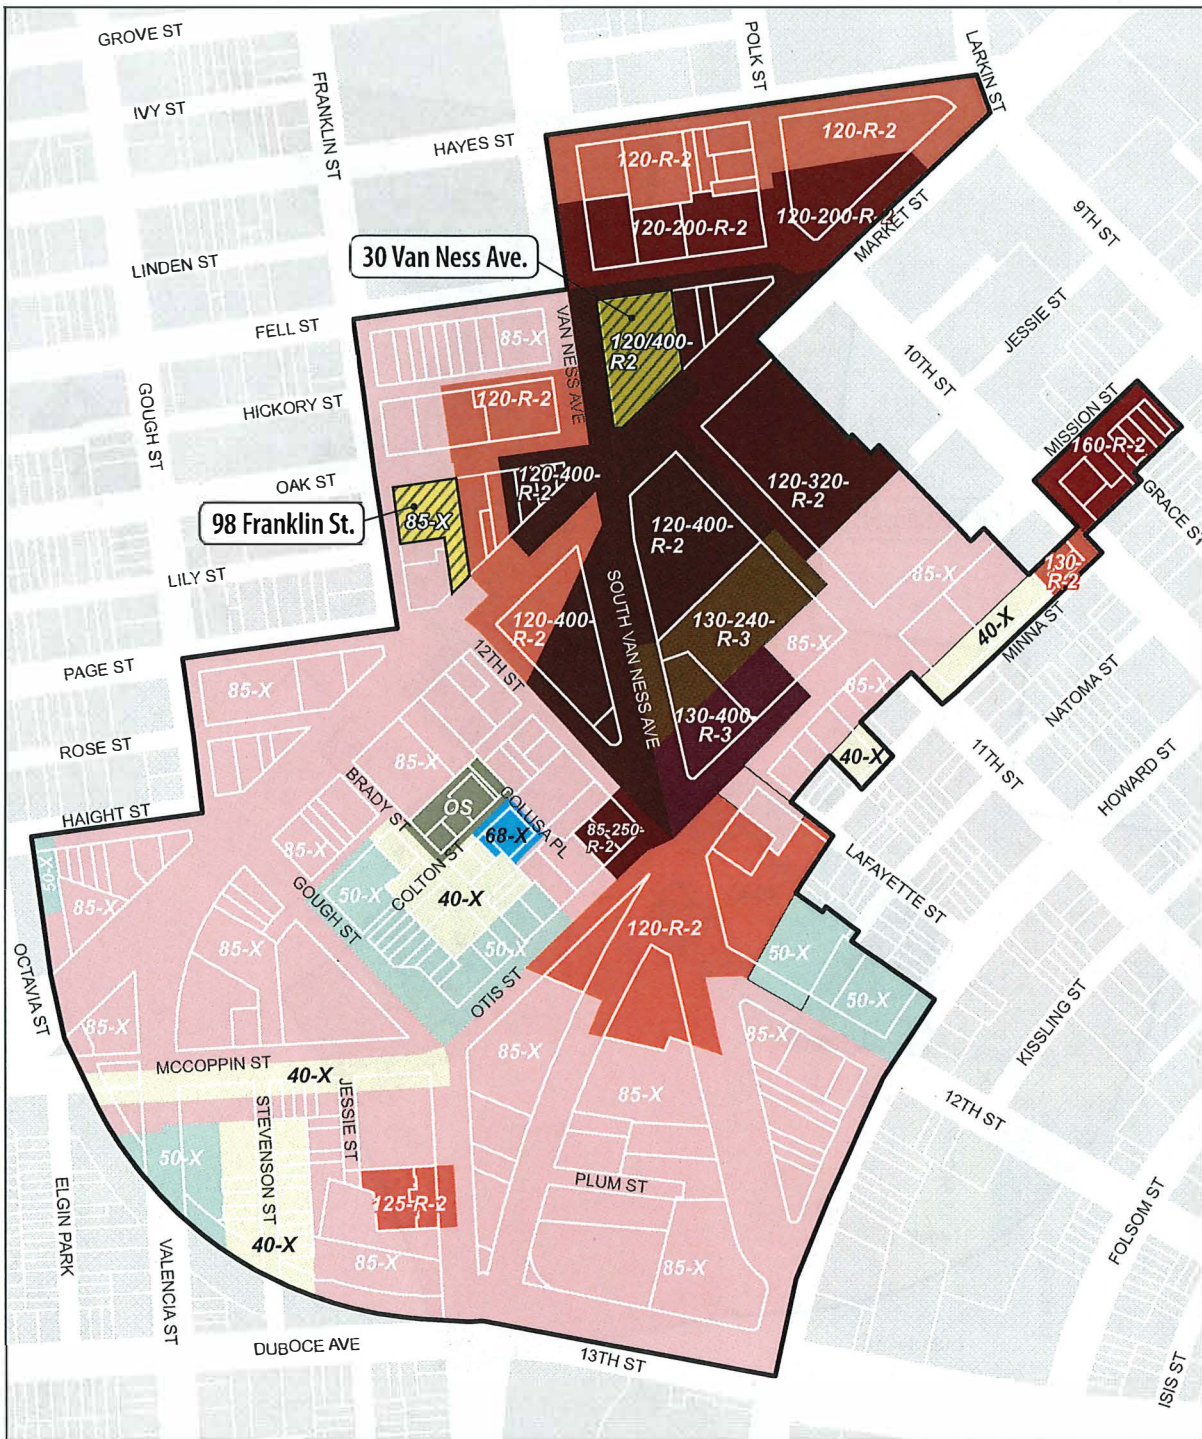 GROVE ST
POLK ST
LARKIN ST
IVY ST
FRANKLIN ST
HAYES ST
120-R-2
120-R-2
120-200-R-2
120-200-R-2
MARKET ST
9TH ST
30 Van Ness Ave.
LINDEN ST
FELL ST
VAN NESS AVE
85-X
120/400-
R2
JESSIE ST
10TH ST
GOUGH ST
HICKORY ST
120-R-2
MISSION ST
160-R-2
OAK ST
120-400-
R-2
120-320-
R-2
GRACE ST
98 Franklin St.
85-X
120-400-
R-2
LILY ST
85-X
130-
R-2
SOUTH VAN NESS AVE
120-400-
R-2
130-240-
R-3
40-X
MINNA ST
PAGE ST
12TH ST
85-X
85-X
85-X
NATOMA ST
130-400-
R-3
ROSE ST
85-X
40-X
11TH ST
HOWARD ST
BRADY ST
HAIGHT ST
OS
COLUSA PL
68-X
85-250-
R-2
85-X
50-X
LAFAYETTE ST
COLTON ST
50-X
40-X
GOUGH ST
85-X
120-R-2
85-X
50-X
50-X
OTIS ST
50-X
OCTAVIA ST
85-X
85-X
85-X
KISSLING ST
MCCOPPIN ST
40-X
JESSIE ST
85-X
STEVENSON ST
12TH ST
50-X
ELGIN PARK
PLUM ST
125-R-2
FOLSOM ST
VALENCIA ST
40-X
85-X
85-X
DUBOCE AVE
13TH ST
ISIS ST